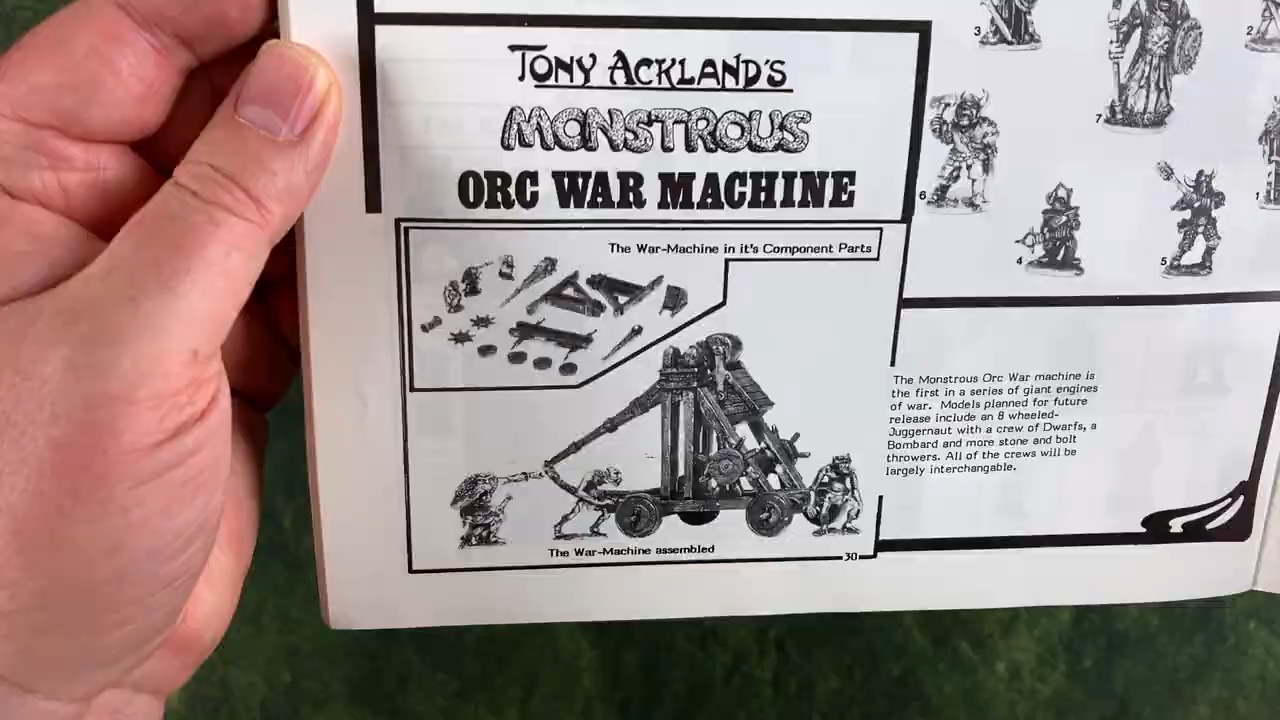 TONY ACKLAND'S
MONSTROUS
ORC WAR MACHINE
The War-Machine in it's Component Parts
The War-Machine assembled
30
3
2
7
6
4
5
1
The Monstrous Orc War machine is
the first in a series of giant engines
of war. Models planned for future
release include an 8 wheeled-
Juggernaut with a crew of Dwarfs, a
Bombard and more stone and bolt
throwers. All of the crews will be
largely interchangable.